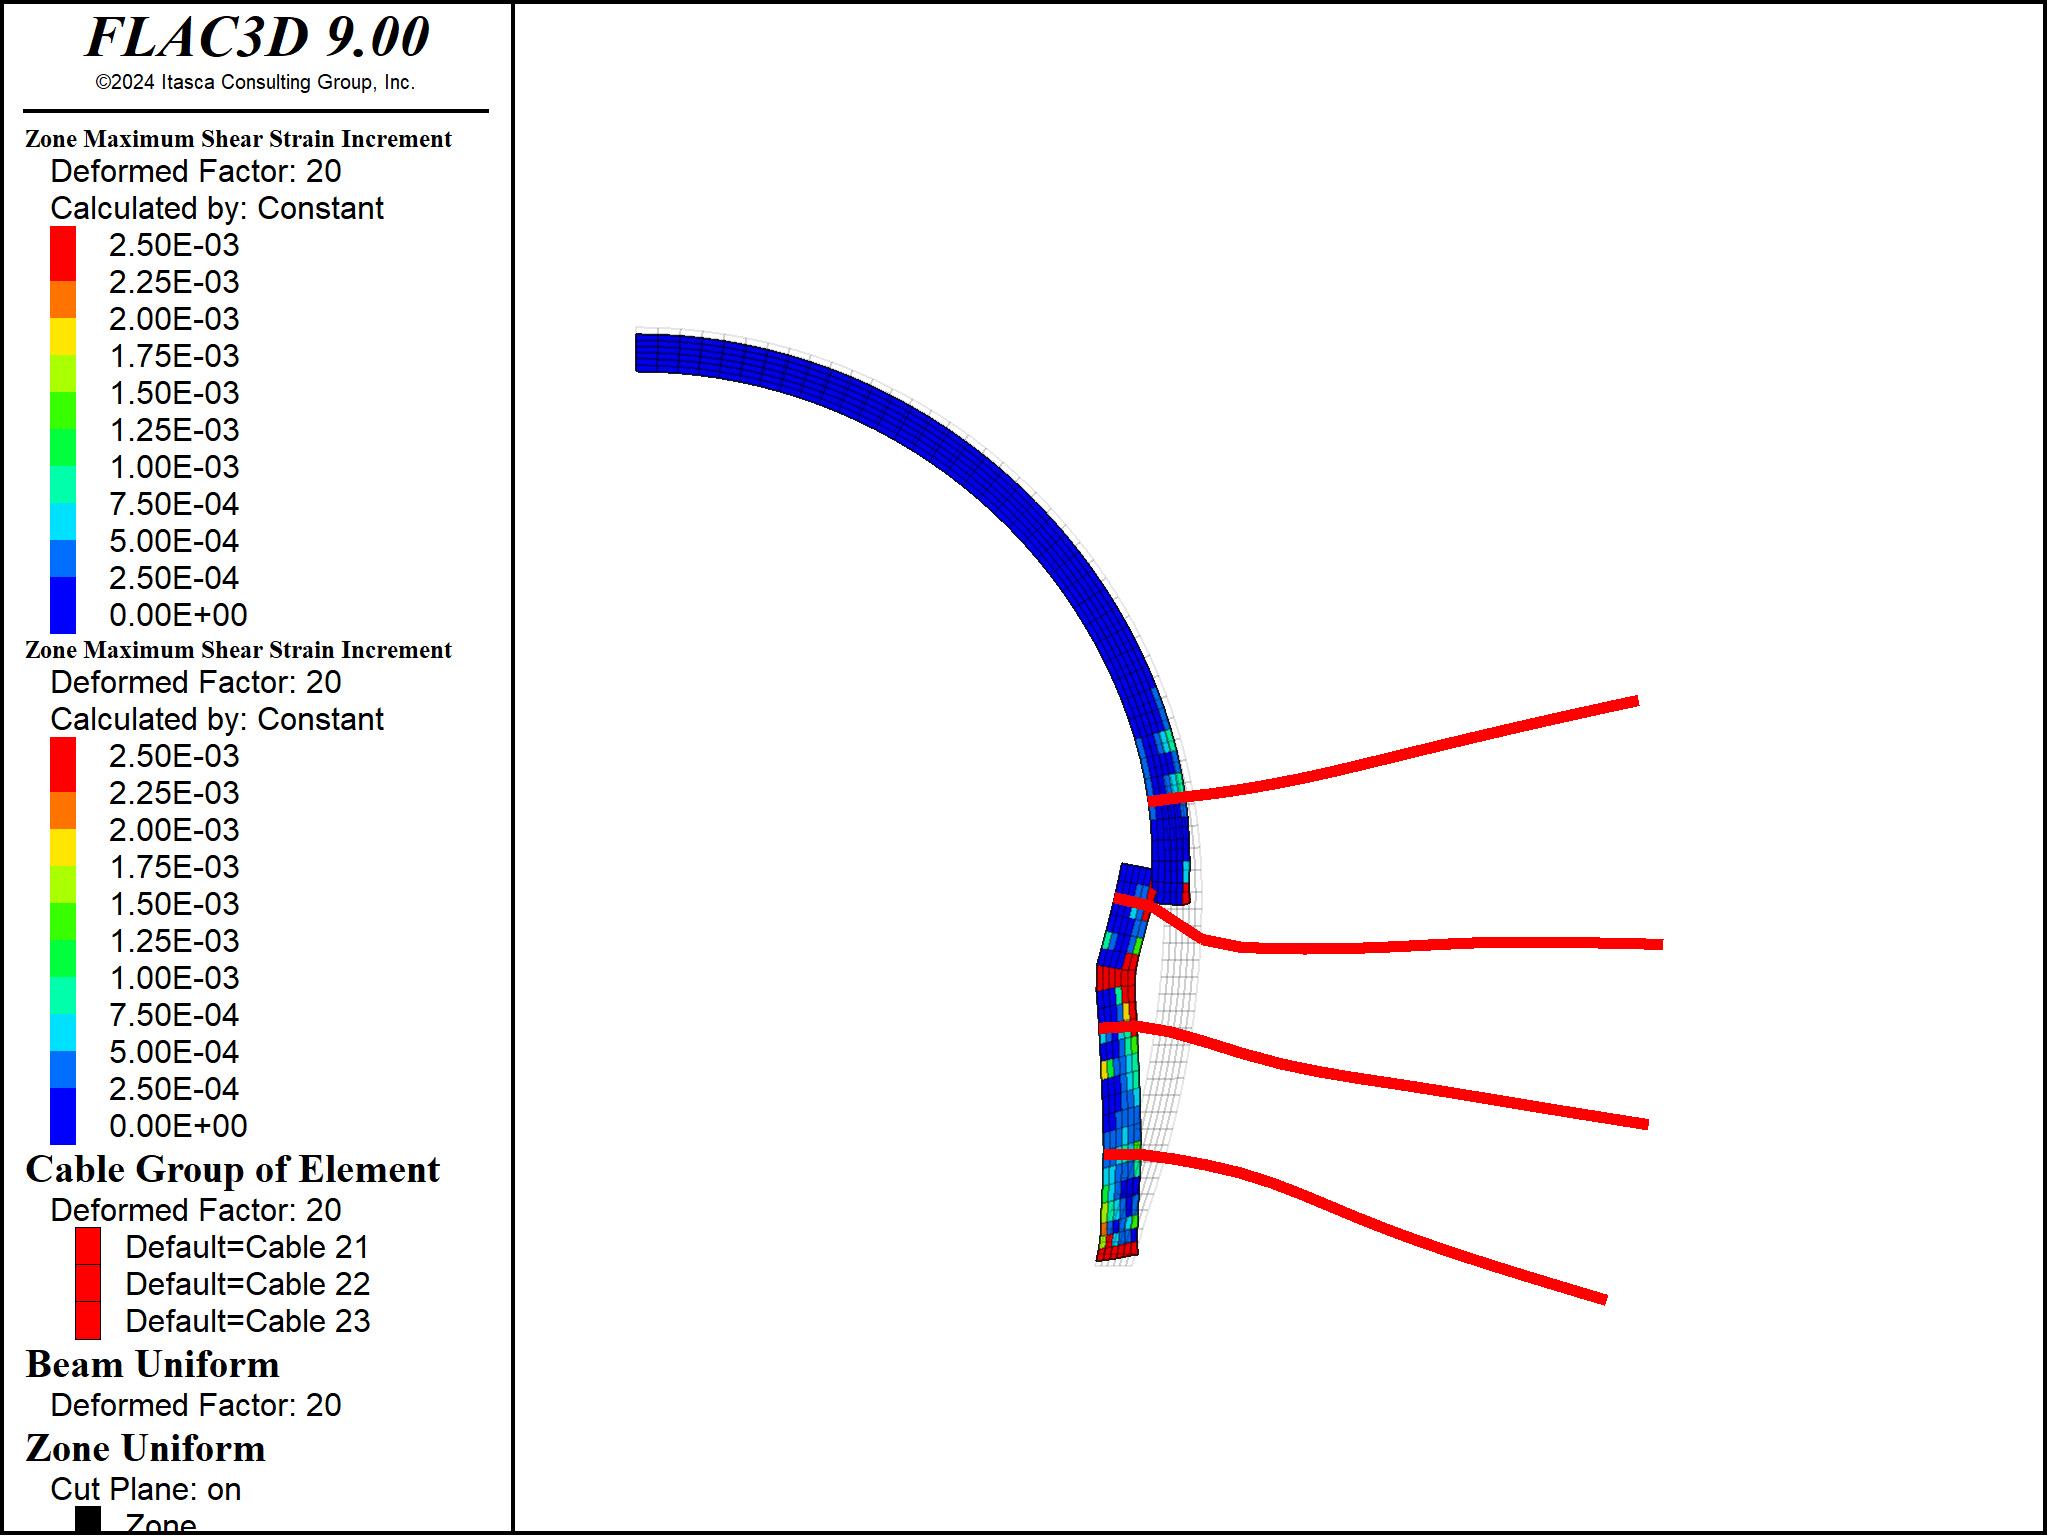 FLAC3D 9.00
©2024 Itasca Consulting Group, Inc.
Zone Maximum Shear Strain Increment
Deformed Factor: 20
Calculated by: Constant
2.50E-03
2.25E-03
2.00E-03
1.75E-03
1.50E-03
1.25E-03
1.00E-03
7.50E-04
5.00E-04
2.50E-04
0.00E+00
Zone Maximum Shear Strain Increment
Deformed Factor: 20
Calculated by: Constant
2.50E-03
2.25E-03
2.00E-03
1.75E-03
1.50E-03
1.25E-03
1.00E-03
7.50E-04
5.00E-04
2.50E-04
0.00E+00
Cable Group of Element
Deformed Factor: 20
Default=Cable 21
Default=Cable 22
Default=Cable 23
Beam Uniform
Deformed Factor: 20
Zone Uniform
Cut Plane: on
Zone